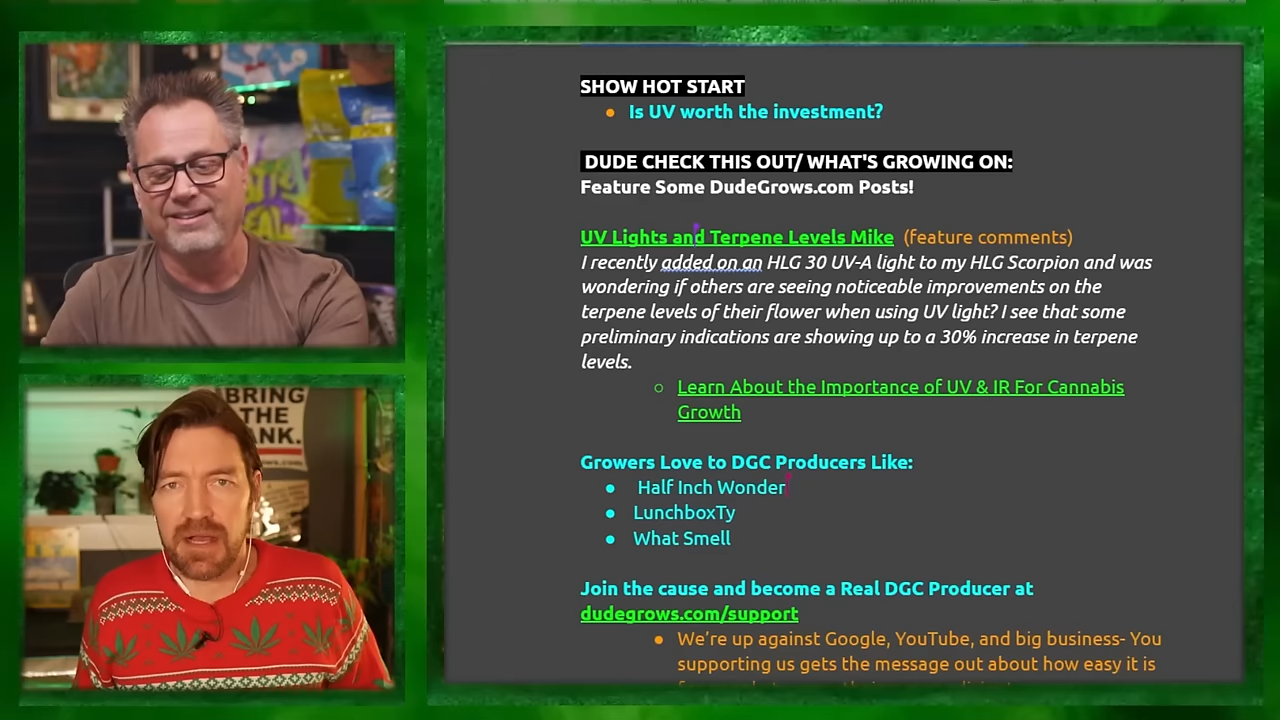 SHOW HOT START
Is UV worth the investment?
DUDE CHECK THIS OUT/ WHAT'S GROWING ON:
Feature Some DudeGrows.com Posts!
UV Lights and Terpene Levels Mike (feature comments)
I recently added on an HLG 30 UV-A light to my HLG Scorpion and was
wondering if others are seeing noticeable improvements on the
terpene levels of their flower when using UV light? I see that some
preliminary indications are showing up to a 30% increase in terpene
levels.
Learn About the Importance of UV & IR For Cannabis
Growth
Growers Love to DGC Producers Like:
Half Inch Wonder
LunchboxTy
What Smell
Join the cause and become a Real DGC Producer at
dudegrows.com/support
We're up against Google, YouTube, and big business- You
supporting us gets the message out about how easy it is
BRING
THE